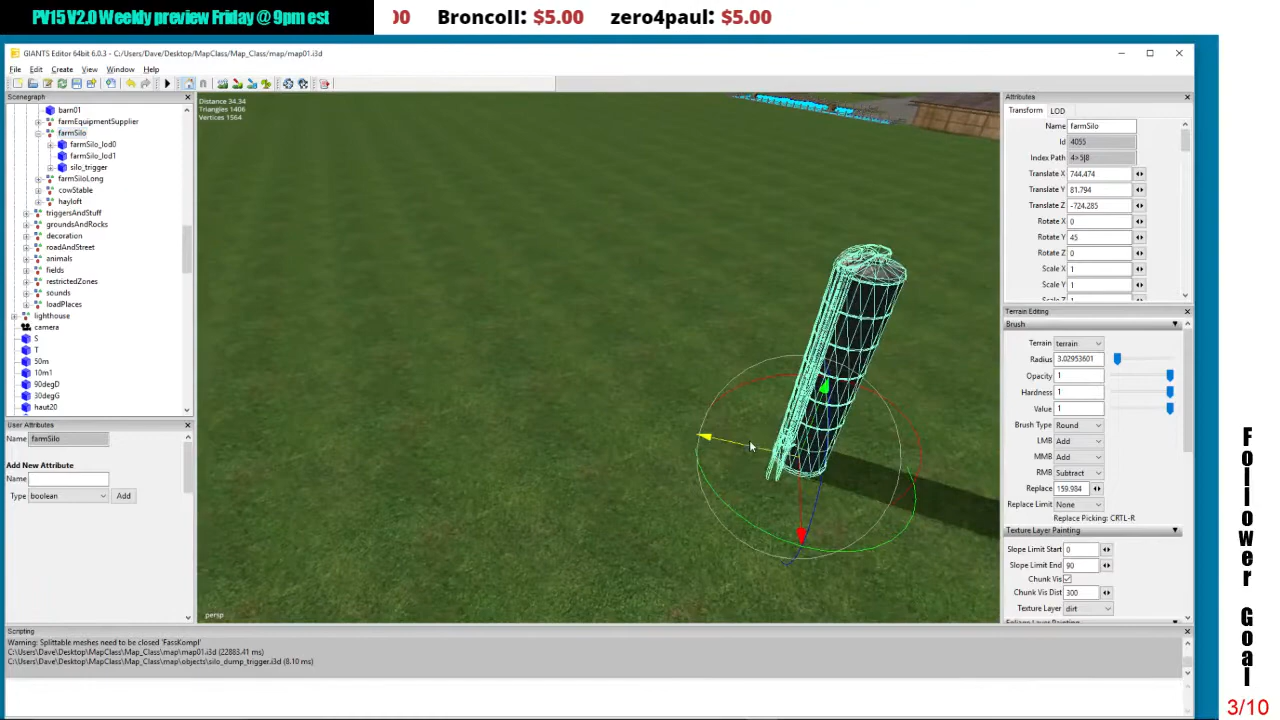 PV15 V2.0 Weekly preview Friday @ 9pm est
00 Broncoll: $5.00 zero4paul: $5.00
GIANTS Editor 64bit 6.0.3 - C:/Users/Dave/Desktop/MapClass/Map_Class/map/map01.i3d
File Edit Create View Window Help
Scenegraph
barn01
farmEquipmentSupplier
farmSilo
farmSilo_lod0
farmSilo_lod1
silo_trigger
farmSiloLong
cowStable
hayloft
triggersAndStuff
groundsAndRocks
decoration
roadAndStreet
animals
fields
restrictedZones
sounds
loadPlaces
lighthouse
camera
S
T
50m
10m1
90degD
30degG
haut20
User Attributes
Name farmSilo
Add New Attribute
Name
Type boolean Add
Distance 34.34
Triangles 1406
Vertices 1564
persp
Attributes
Transform LOD
Name farmSilo
Id 4055
Index Path 4>5|8
Translate X 744.474
Translate Y 81.794
Translate Z -724.285
Rotate X 0
Rotate Y 45
Rotate Z 0
Scale X 1
Scale Y 1
Terrain Editing
Brush
Terrain terrain
Radius 3.02953601
Opacity 1
Hardness 1
Value 1
Brush Type Round
LMB Add
MMB Add
RMB Subtract
Replace 159.984
Replace Limit None
Replace Picking: CRTL-R
Texture Layer Painting
Slope Limit Start 0
Slope Limit End 90
Chunk Vis
Chunk Vis Dist 300
Texture Layer dirt
Scripting
Warning: Splittable meshes need to be closed 'FassKompl'
C:\Users\Dave\Desktop\MapClass\Map_Class\map\map01.i3d (22883.41 ms)
C:\Users\Dave\Desktop\MapClass\Map_Class\map\objects\silo_dump_trigger.i3d (8.10 ms)
Follower Goal
3/10